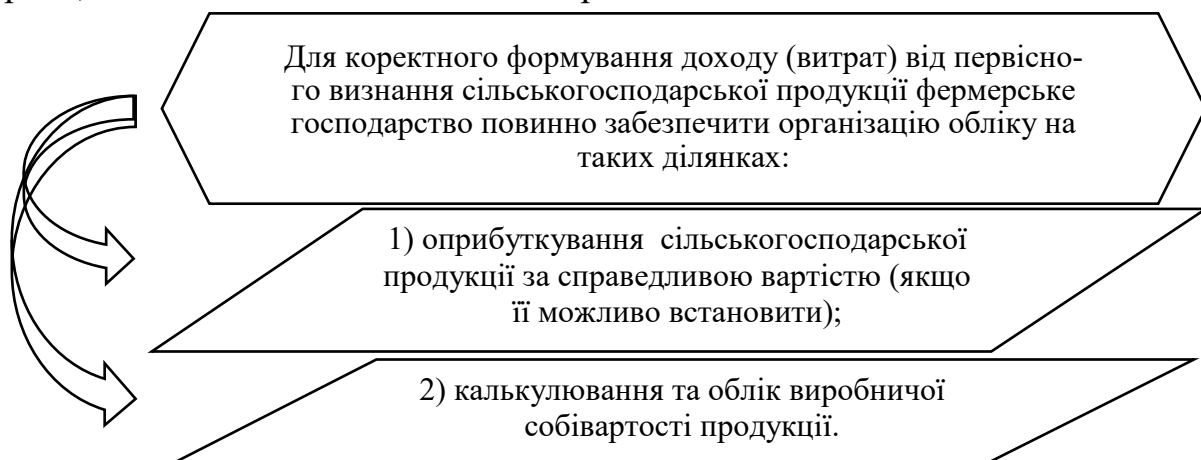 Для коректного формування доходу (витрат) від первісно-
го визнання сільськогосподарської продукції фермерське
господарство повинно забезпечити організацію обліку на
таких ділянках:
1) оприбуткування сільськогосподарської
продукції за справедливою вартістю (якщо
її можливо встановити);
2) калькулювання та облік виробничої
собівартості продукції.